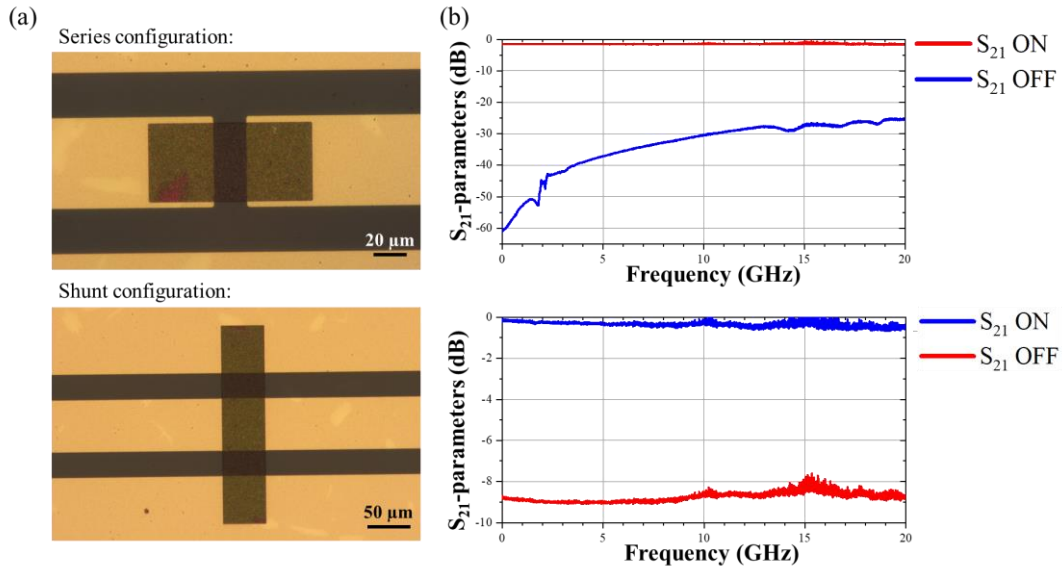 (a)
Series configuration:
20 µm
Shunt configuration:
50 µm
(b)
S21-parameters (dB)
0
-10
-20
-30
-40
-50
-60
0
5
10
15
20
Frequency (GHz)
S21 ON
S21 OFF
S21-parameters (dB)
0
-2
-4
-6
-8
-10
0
5
10
15
20
Frequency (GHz)
S21 ON
S21 OFF